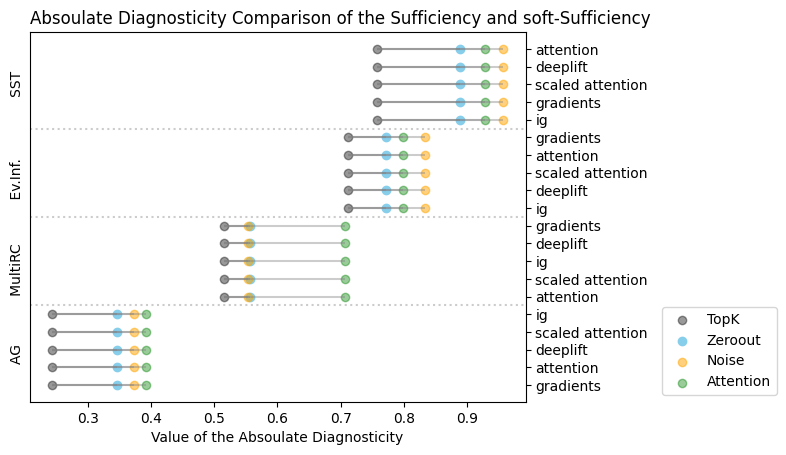 Absoulate Diagnosticity Comparison of the Sufficiency and soft-Sufficiency
SST
attention
deeplift
scaled attention
gradients
ig
Ev.Inf.
gradients
attention
scaled attention
deeplift
ig
MultiRC
gradients
deeplift
ig
scaled attention
attention
AG
ig
scaled attention
deeplift
attention
gradients
TopK
Zeroout
Noise
Attention
0.3 0.4 0.5 0.6 0.7 0.8 0.9
Value of the Absoulate Diagnosticity